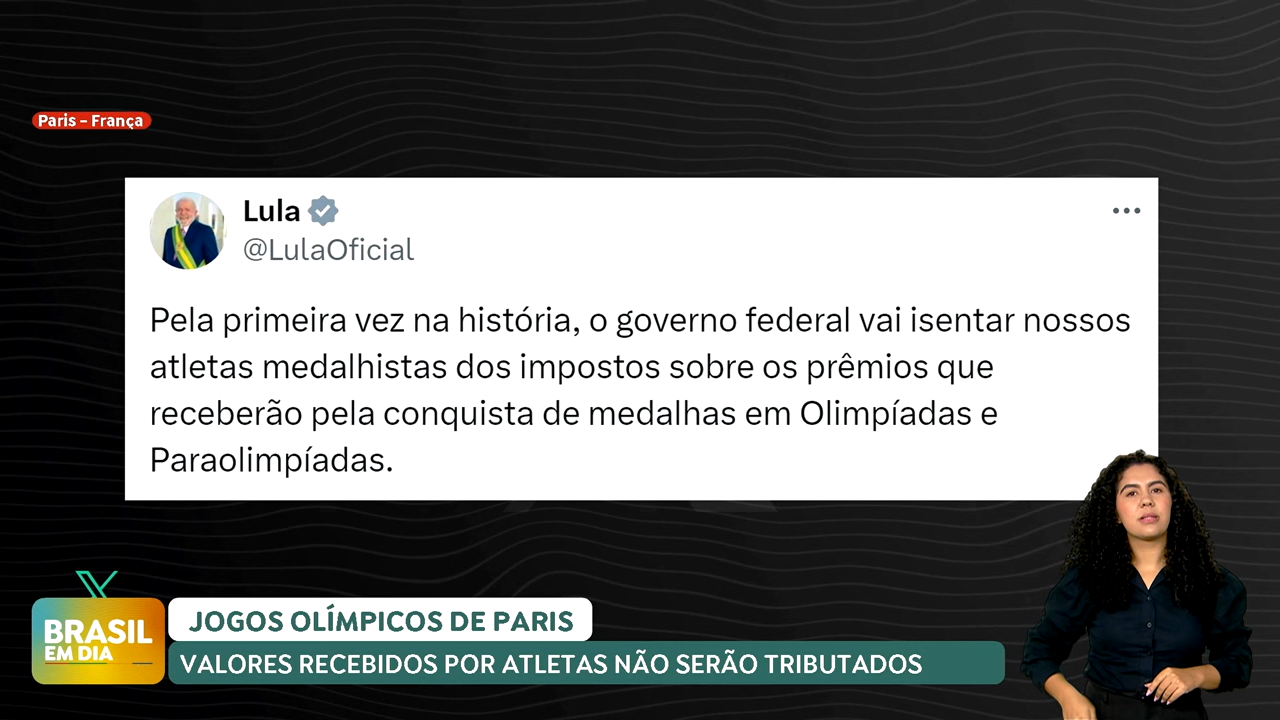 Paris – França
Lula
@LulaOficial
Pela primeira vez na história, o governo federal vai isentar nossos
atletas medalhistas dos impostos sobre os prêmios que
receberão pela conquista de medalhas em Olimpíadas e
Paraolimpíadas.
BRASIL
EM DIA
JOGOS OLÍMPICOS DE PARIS
VALORES RECEBIDOS POR ATLETAS NÃO SERÃO TRIBUTADOS